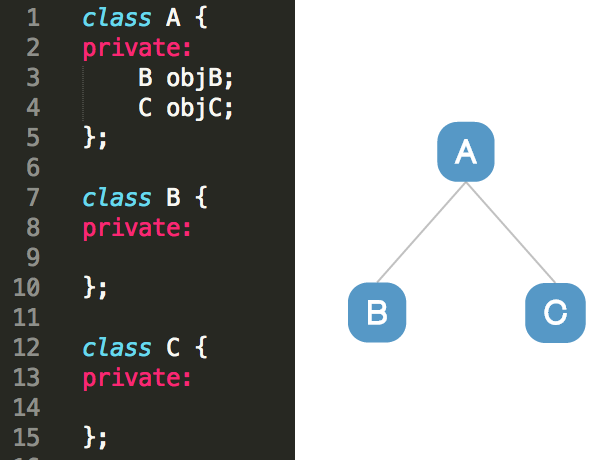 1 class A {
2 private:
3 B objB;
4 C objC;
5 };
6
7 class B {
8 private:
9
10 };
11
12 class C {
13 private:
14
15 };
A
B C